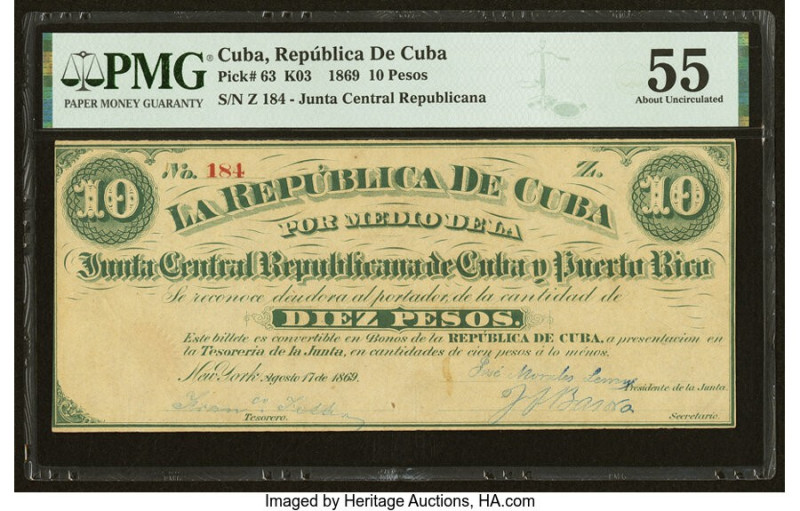 PMG
PAPER MONEY GUARANTY
Cuba, República De Cuba
Pick# 63 K03 1869 10 Pesos
S/N Z 184 - Junta Central Republicana
55
About Uncirculated
No. 184
Z.
10
10
LA REPÚBLICA DE CUBA
POR MEDIO DE LA
Junta Central Republicana de Cuba y Puerto Rico
Se reconoce deudora al portador, de la cantidad de
DIEZ PESOS.
Este billete es convertible en Bonos de la REPÚBLICA DE CUBA, a presentacion en
la Tesorería de la Junta, en cantidades de cien pesos á lo ménos.
New York, Agosto 17 de 1869.
Morales
Presidente de la Junta.
Tesorero.
Secretario.
Imaged by Heritage Auctions, HA.com